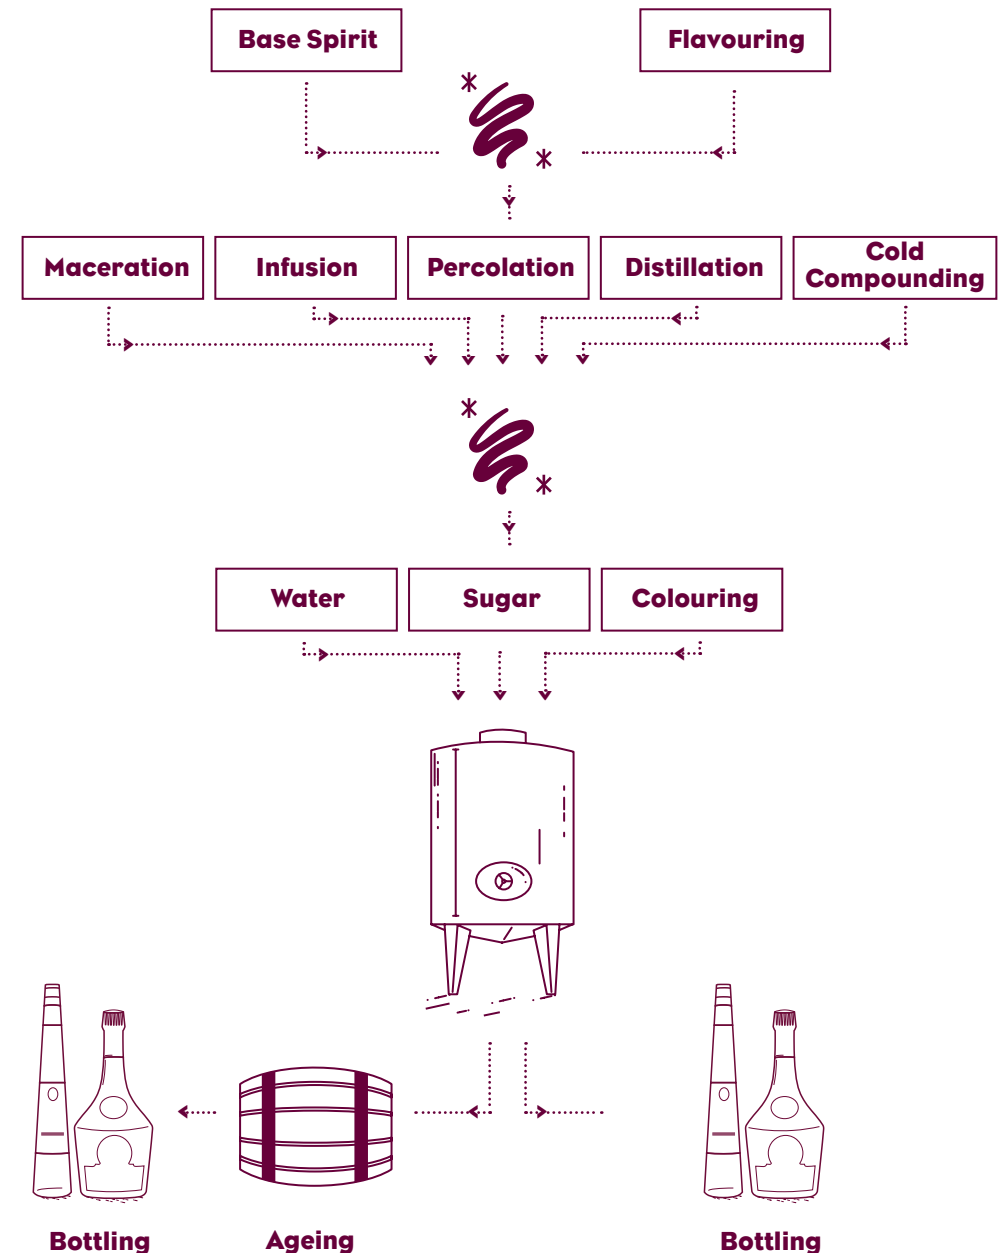 Base Spirit
Flavouring
Maceration
Infusion
Percolation
Distillation
Cold
Compounding
Water
Sugar
Colouring
Bottling
Ageing
Bottling